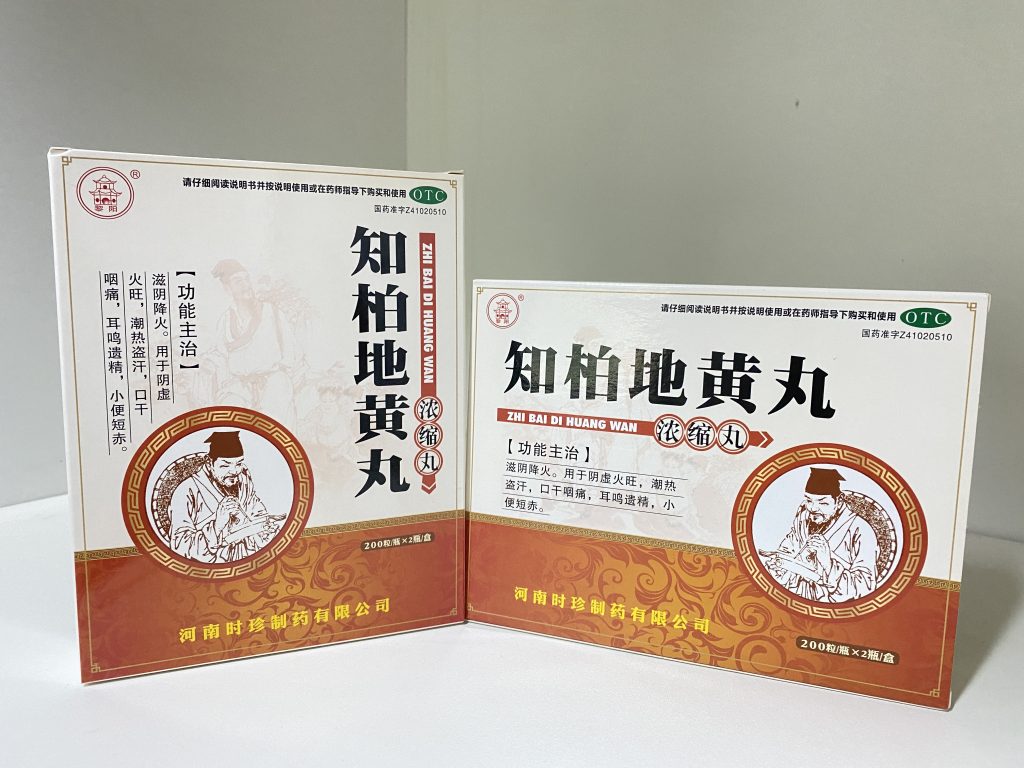 黎阳
®
请仔细阅读说明书并按说明使用或在药师指导下购买和使用 OTC
国药准字Z41020510
知柏地黄丸
ZHI BAI DI HUANG WAN
浓缩丸
【功能主治】
滋阴降火。用于阴虚
火旺，潮热盗汗，口干
咽痛，耳鸣遗精，小便短赤。
200粒/瓶×2瓶/盒
河南时珍制药有限公司
黎阳
请仔细阅读说明书并按说明使用或在药师指导下购买和使用 OTC
国药准字Z41020510
知柏地黄丸
ZHI BAI DI HUANG WAN 浓缩丸
【功能主治】
滋阴降火。用于阴虚火旺，潮热
盗汗，口干咽痛，耳鸣遗精，小
便短赤。
河南时珍制药有限公司
200粒/瓶×2瓶/盒